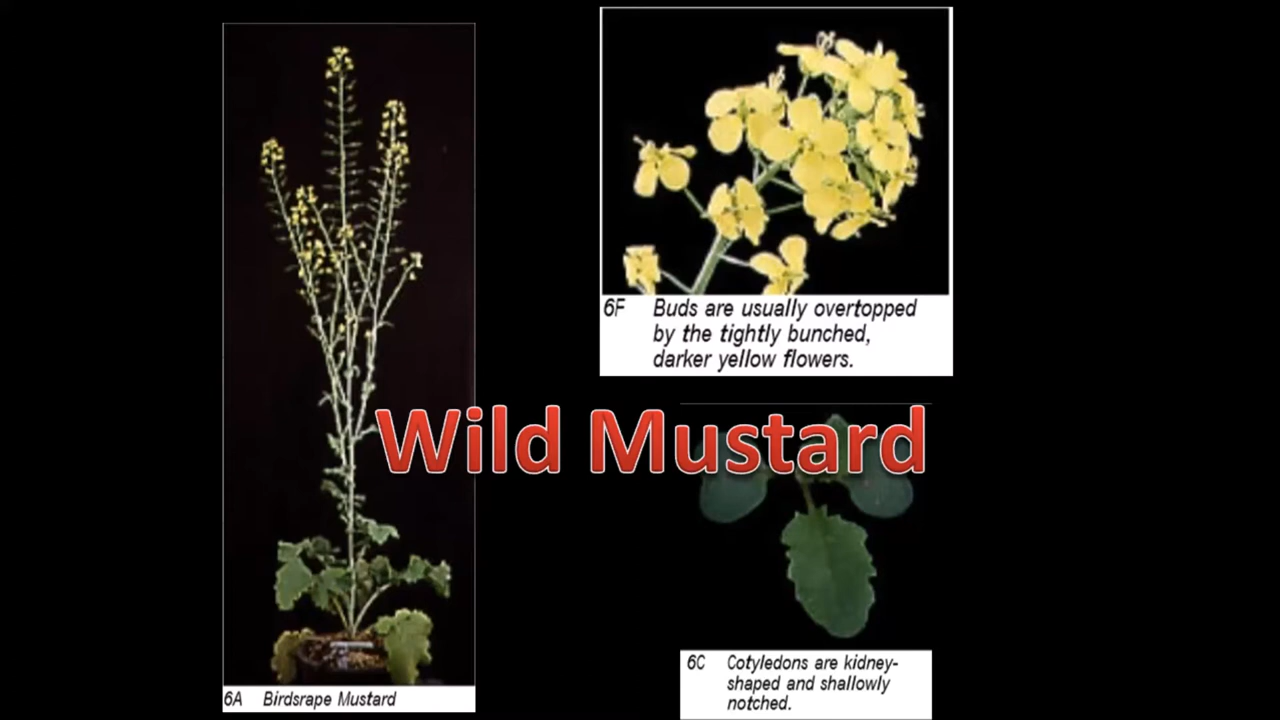 6F Buds are usually overtopped
by the tightly bunched,
darker yellow flowers.
Wild Mustard
6C Cotyledons are kidney-
shaped and shallowly
notched.
6A Birdsrape Mustard